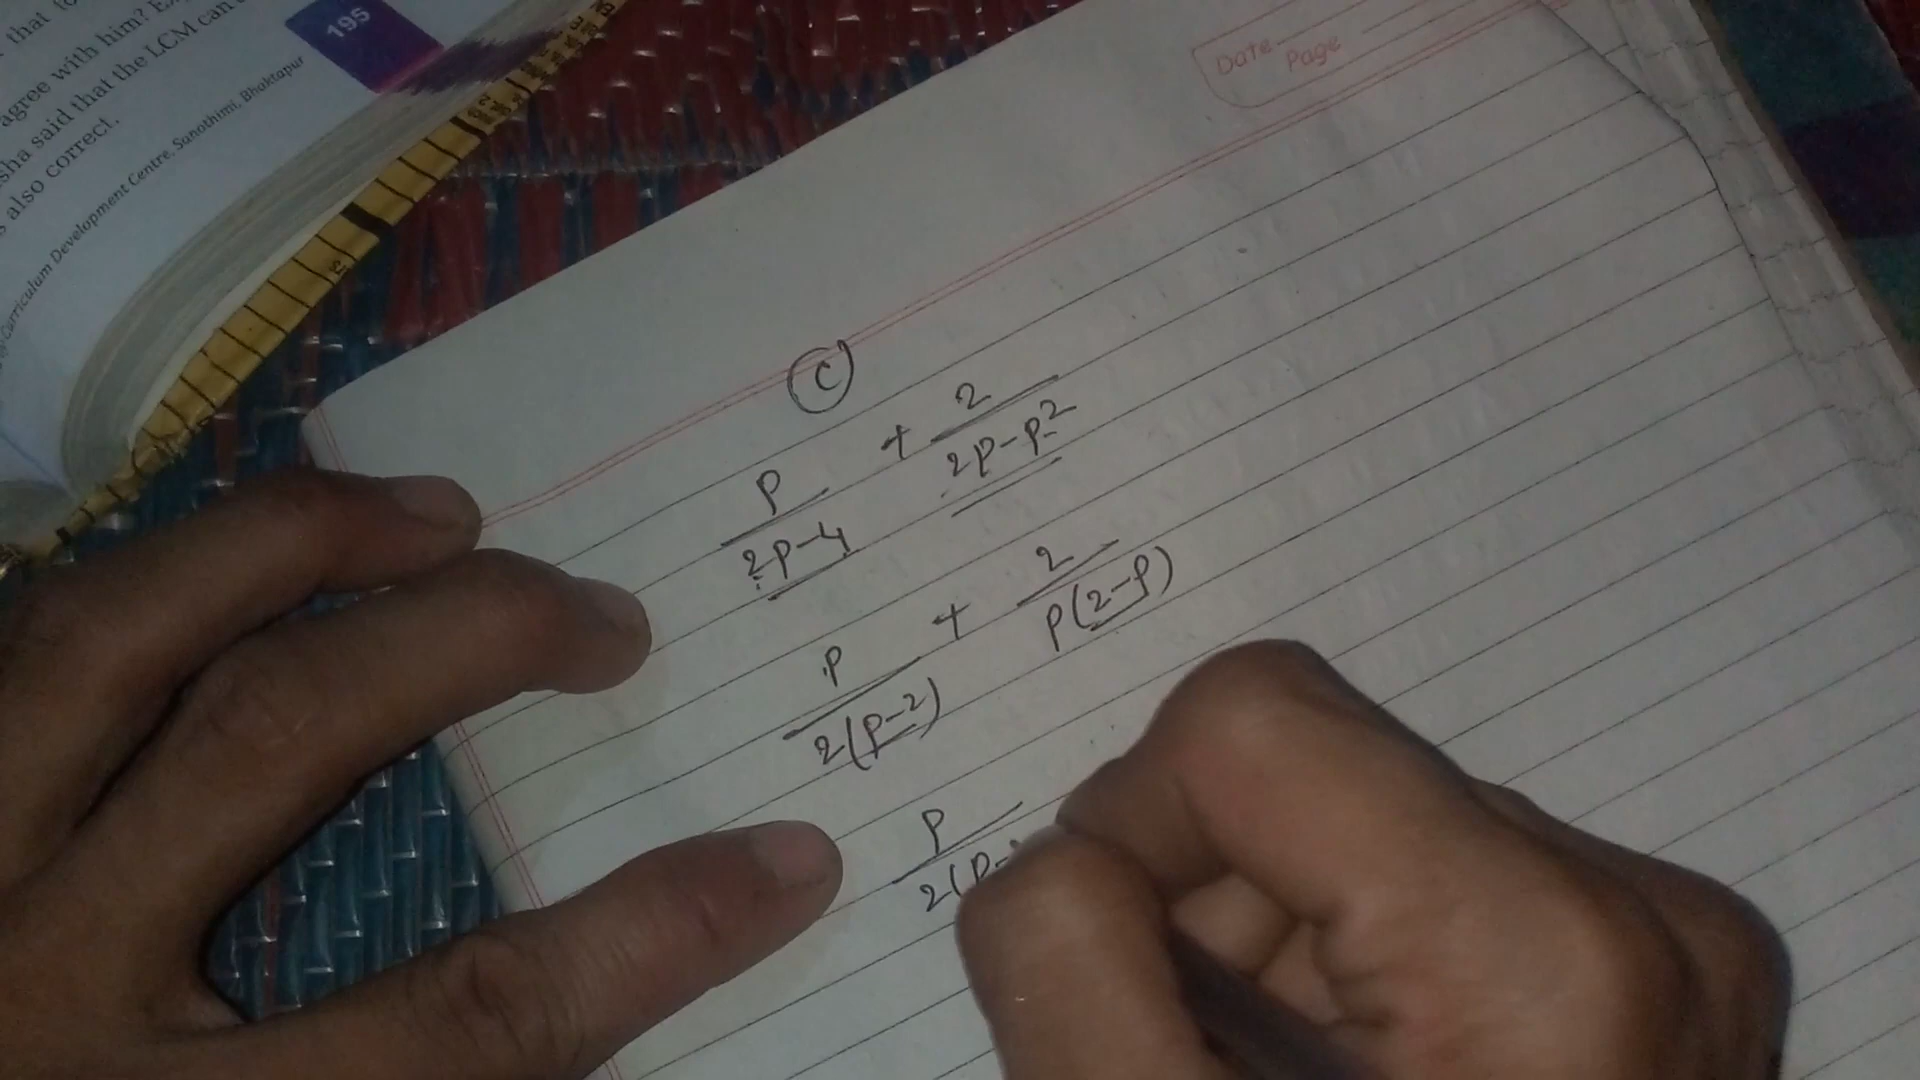 that
agree with him?
sha said that the LCM can
also correct.
Curriculum Development Centre, Sanothimi, Bhaktapur
195
Date
Page
(c)
p/(2p-4) + 2/(2p-p²)
p/(2(p-2)) + 2/(p(2-p))
p/(2(p-